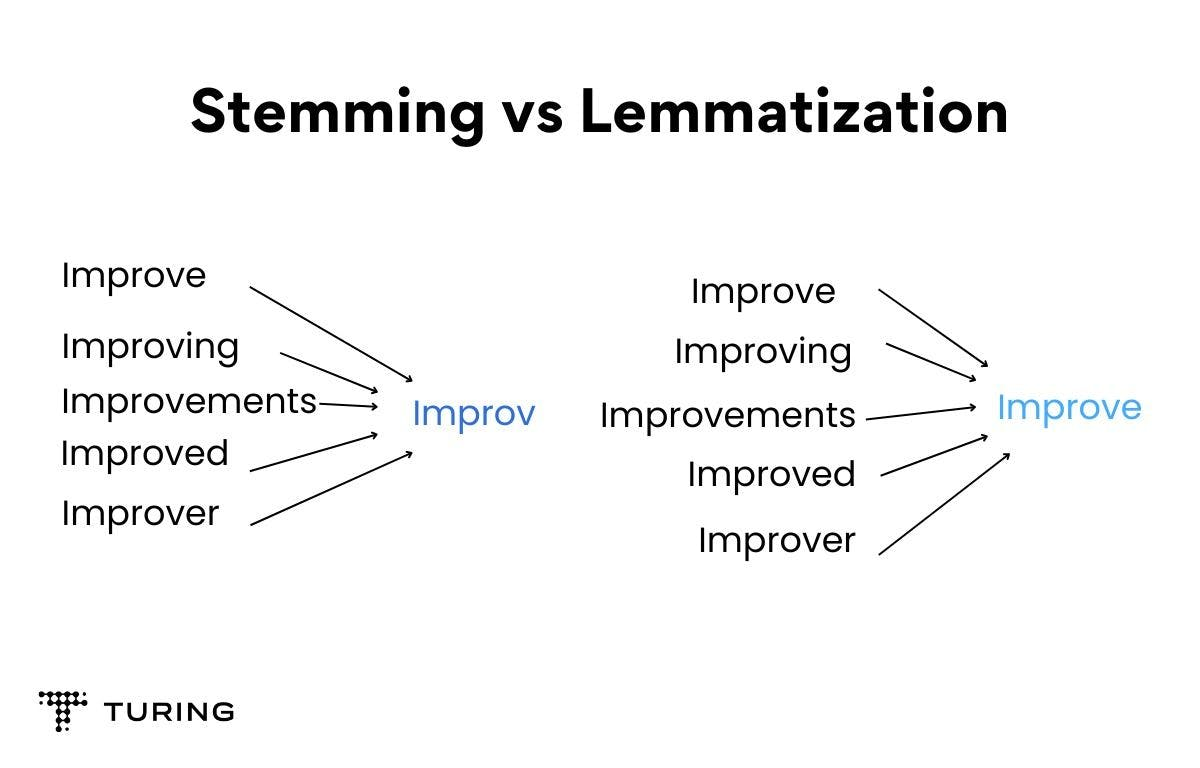 Stemming vs Lemmatization
Improve
Improving
Improvements
Improved
Improver
Improv
Improve
Improving
Improvements
Improved
Improver
Improve
TURING